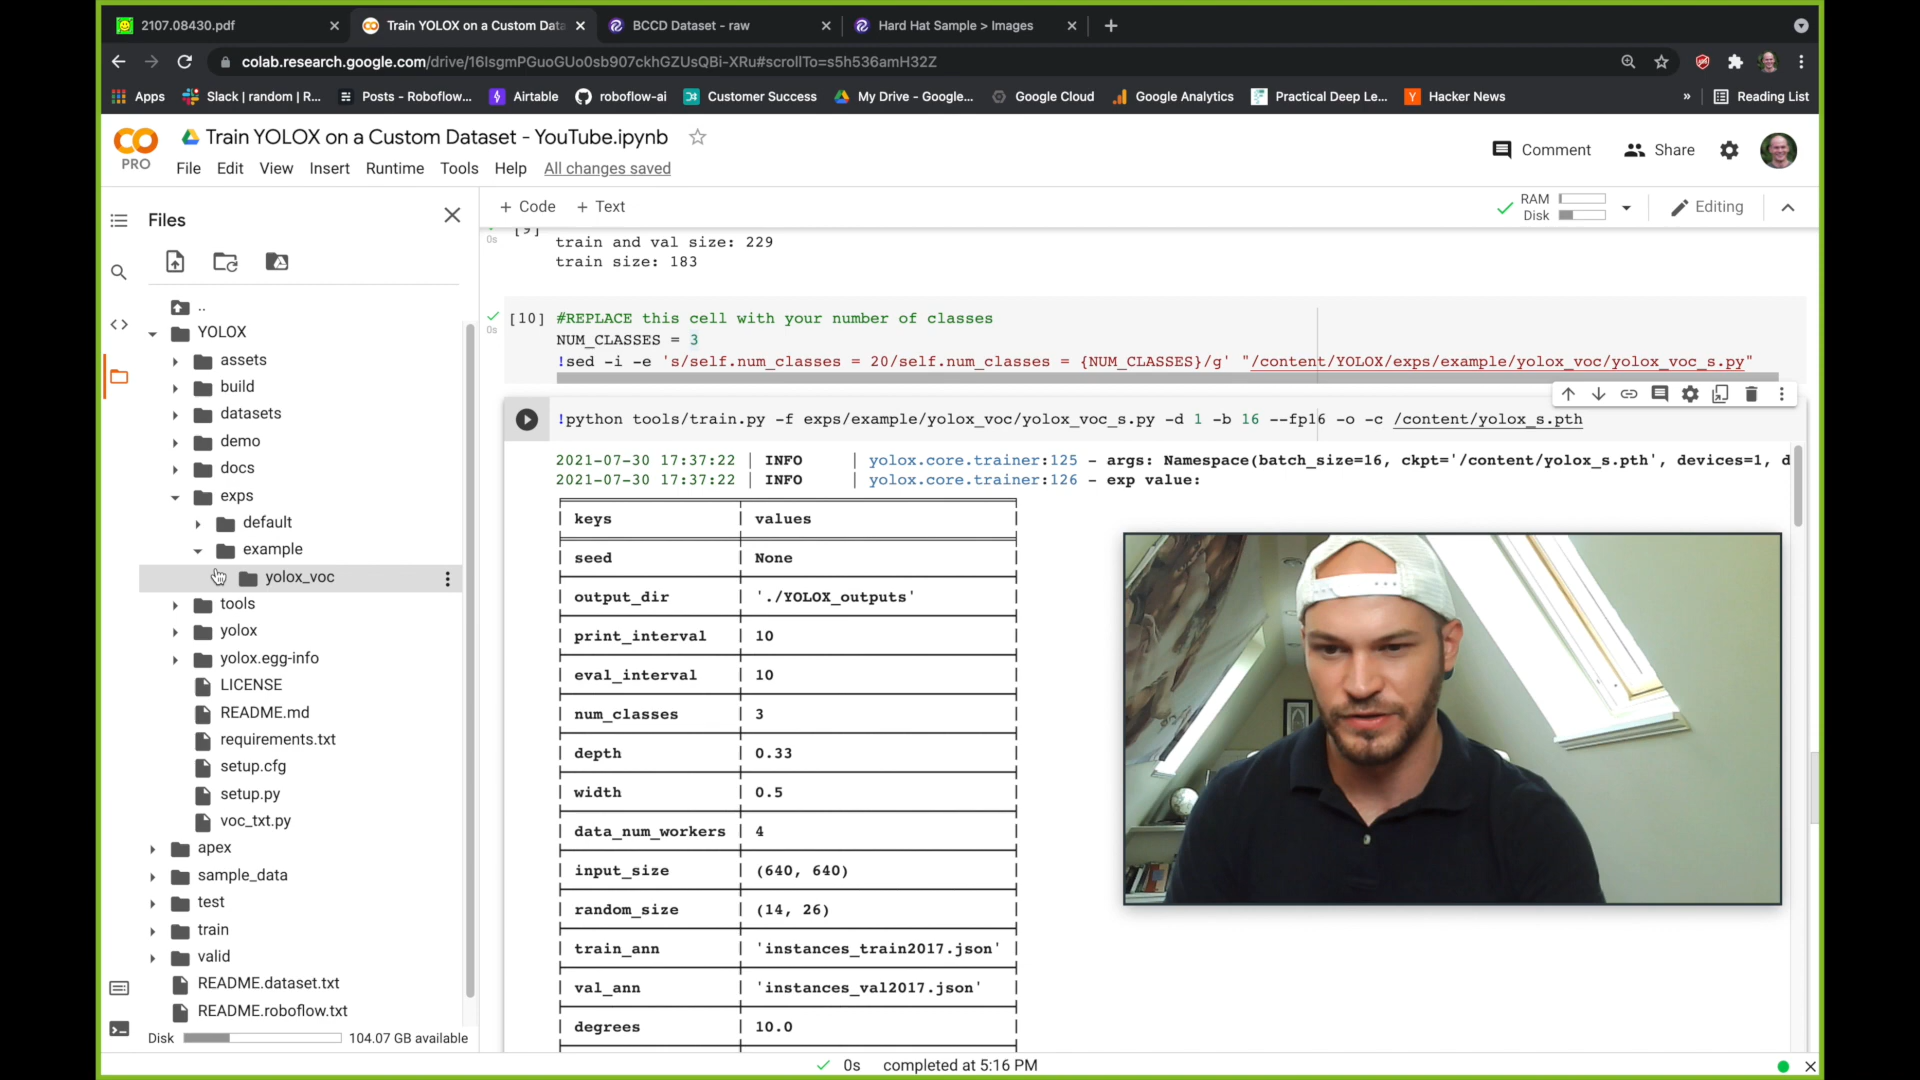 2107.08430.pdf
Train YOLOX on a Custom Data
BCCD Dataset - raw
Hard Hat Sample > Images
colab.research.google.com/drive/16IsgmPGuoGUo0sb907ckhGZUsQBi-XRu#scrollTo=s5h536amH32Z
Apps
Slack | random | R...
Posts - Roboflow...
Airtable
roboflow-ai
Customer Success
My Drive - Google...
Google Cloud
Google Analytics
Practical Deep Le...
Hacker News
»
Reading List
CO PRO
Train YOLOX on a Custom Dataset - YouTube.ipynb
File Edit View Insert Runtime Tools Help All changes saved
Comment
Share
+ Code + Text
RAM
Disk
Editing
Files
..
YOLOX
assets
build
datasets
demo
docs
exps
default
example
yolox_voc
tools
yolox
yolox.egg-info
LICENSE
README.md
requirements.txt
setup.cfg
setup.py
voc_txt.py
apex
sample_data
test
train
valid
README.dataset.txt
README.roboflow.txt
Disk 104.07 GB available
0s [9]
train and val size: 229
train size: 183
0s [10] #REPLACE this cell with your number of classes
NUM_CLASSES = 3
!sed -i -e 's/self.num_classes = 20/self.num_classes = {NUM_CLASSES}/g' "/content/YOLOX/exps/example/yolox_voc/yolox_voc_s.py"
!python tools/train.py -f exps/example/yolox_voc/yolox_voc_s.py -d 1 -b 16 --fp16 -o -c /content/yolox_s.pth
2021-07-30 17:37:22 | INFO | yolox.core.trainer:125 - args: Namespace(batch_size=16, ckpt='/content/yolox_s.pth', devices=1, d
2021-07-30 17:37:22 | INFO | yolox.core.trainer:126 - exp value:
keys | values
seed | None
output_dir | './YOLOX_outputs'
print_interval | 10
eval_interval | 10
num_classes | 3
depth | 0.33
width | 0.5
data_num_workers | 4
input_size | (640, 640)
random_size | (14, 26)
train_ann | 'instances_train2017.json'
val_ann | 'instances_val2017.json'
degrees | 10.0
0s completed at 5:16 PM